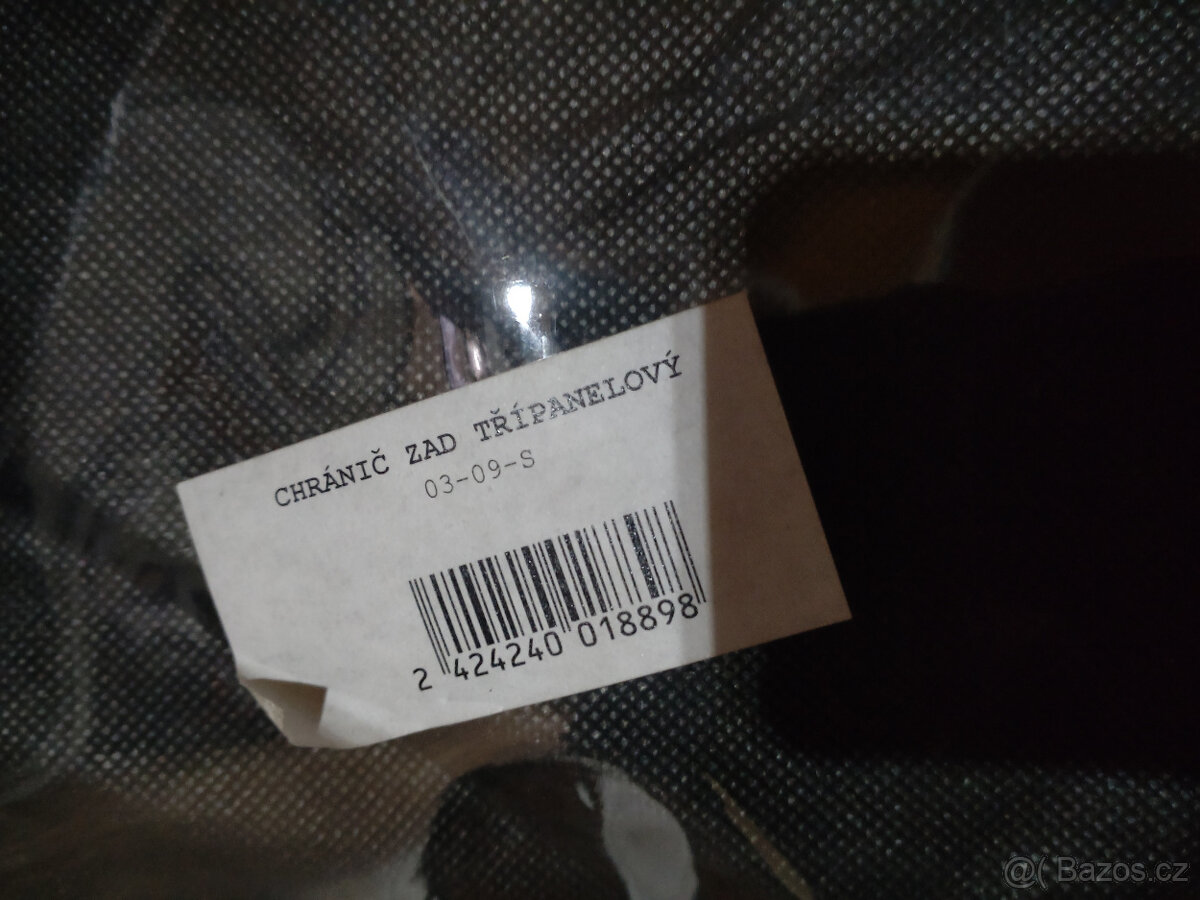 CHRÁNIČ ZAD TŘÍPANELOVÝ
03-09-S
2 424240 018898
@( Bazos.cz